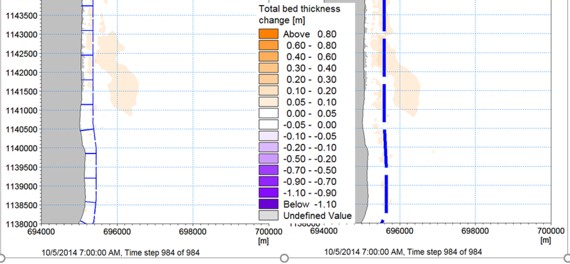 1143500
1143000
1142500
1142000
1141500
1141000
1140500
1140000
1139500
1139000
1138500
1138000
694000
696000
698000
700000
[m]
10/5/2014 7:00:00 AM, Time step 984 of 984
Total bed thickness
change [m]
Above 0.80
0.60 - 0.80
0.40 - 0.60
0.30 - 0.40
0.20 - 0.30
0.10 - 0.20
0.05 - 0.10
0.00 - 0.05
-0.05 - 0.00
-0.10 - -0.05
-0.20 - -0.10
-0.50 - -0.20
-0.70 - -0.50
-0.90 - -0.70
-1.10 - -0.90
Below -1.10
Undefined Value
694000
696000
698000
700000
[m]
10/5/2014 7:00:00 AM, Time step 984 of 984